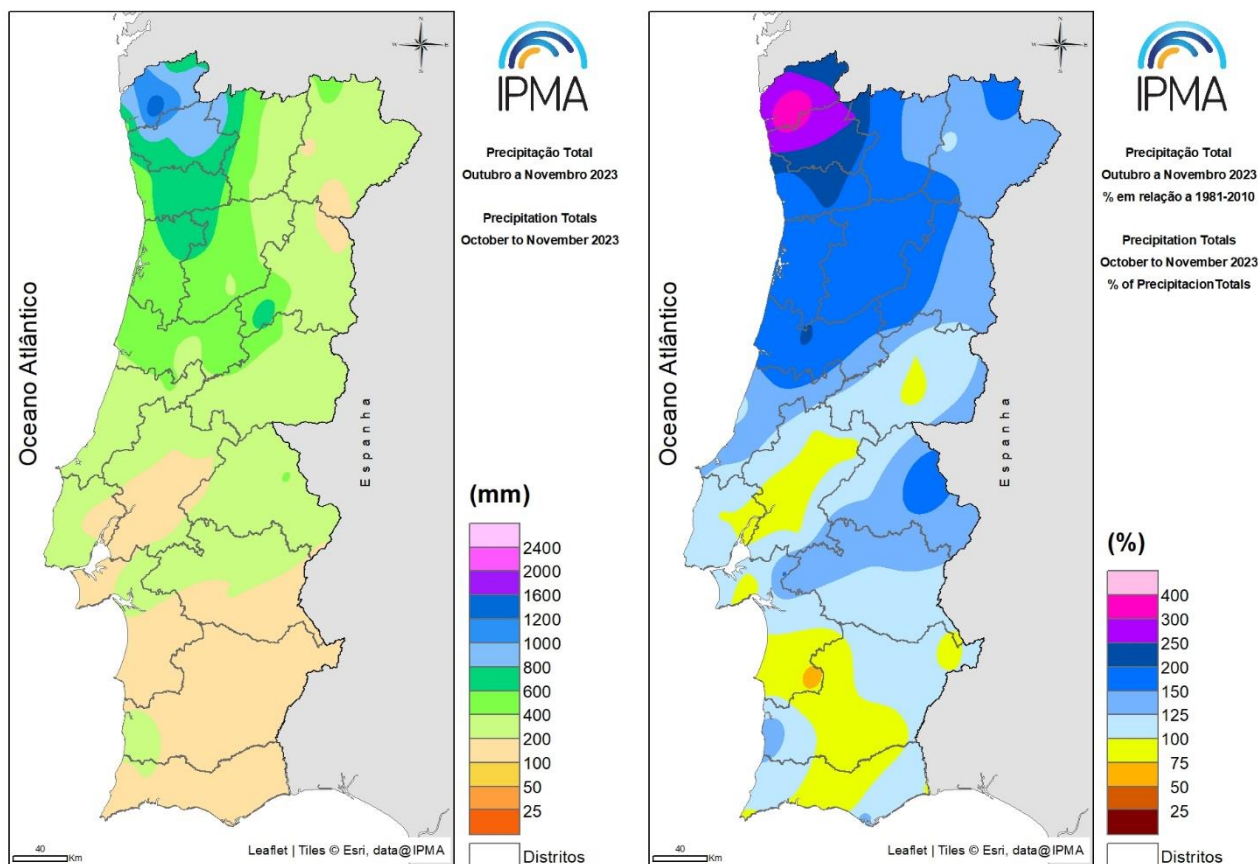 IPMA
Precipitação Total
Outubro a Novembro 2023
Precipitation Totals
October to November 2023
Oceano Atlântico
Espanha
(mm)
2400
2000
1600
1200
1000
800
600
400
200
100
50
25
Distritos
N
W
E
S
40
Km
Leaflet | Tiles © Esri, data@IPMA
IPMA
Precipitação Total
Outubro a Novembro 2023
% em relação a 1981-2010
Precipitation Totals
October to November 2023
% of PrecipitacionTotals
Oceano Atlântico
Espanha
(%)
400
300
250
200
150
125
100
75
50
25
Distritos
N
W
E
S
40
Km
Leaflet | Tiles © Esri, data@IPMA